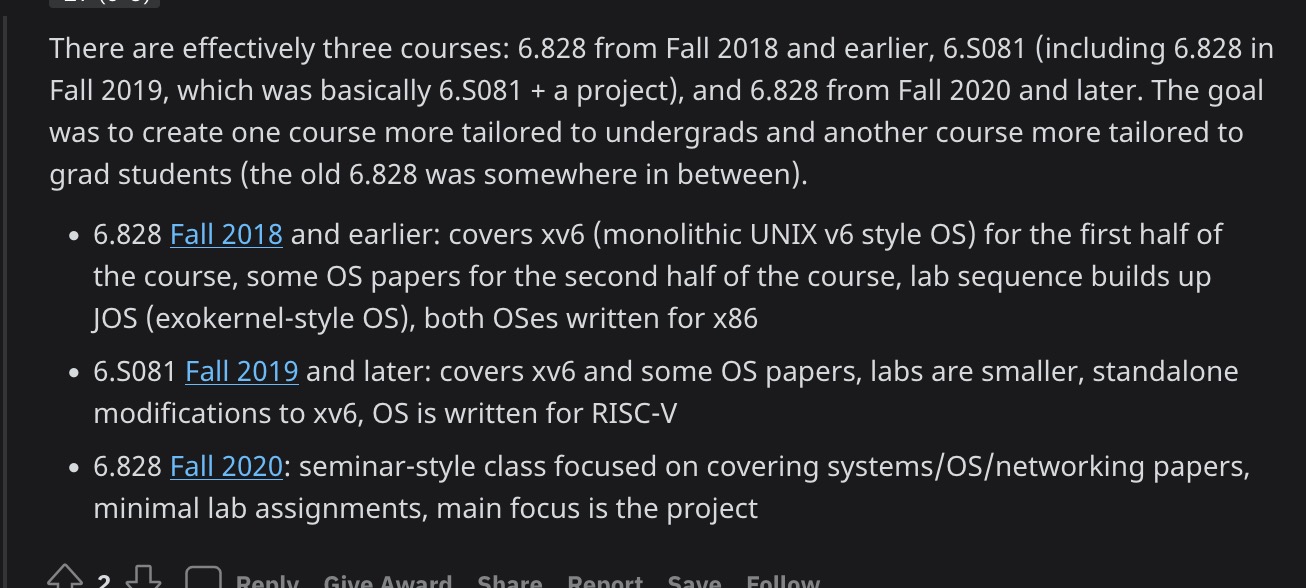 There are effectively three courses: 6.828 from Fall 2018 and earlier, 6.S081 (including 6.828 in
Fall 2019, which was basically 6.S081 + a project), and 6.828 from Fall 2020 and later. The goal
was to create one course more tailored to undergrads and another course more tailored to
grad students (the old 6.828 was somewhere in between).
• 6.828 Fall 2018 and earlier: covers xv6 (monolithic UNIX v6 style OS) for the first half of
the course, some OS papers for the second half of the course, lab sequence builds up
JOS (exokernel-style OS), both OSes written for x86
• 6.S081 Fall 2019 and later: covers xv6 and some OS papers, labs are smaller, standalone
modifications to xv6, OS is written for RISC-V
• 6.828 Fall 2020: seminar-style class focused on covering systems/OS/networking papers,
minimal lab assignments, main focus is the project
2 Reply Give Award Share Report Save Follow